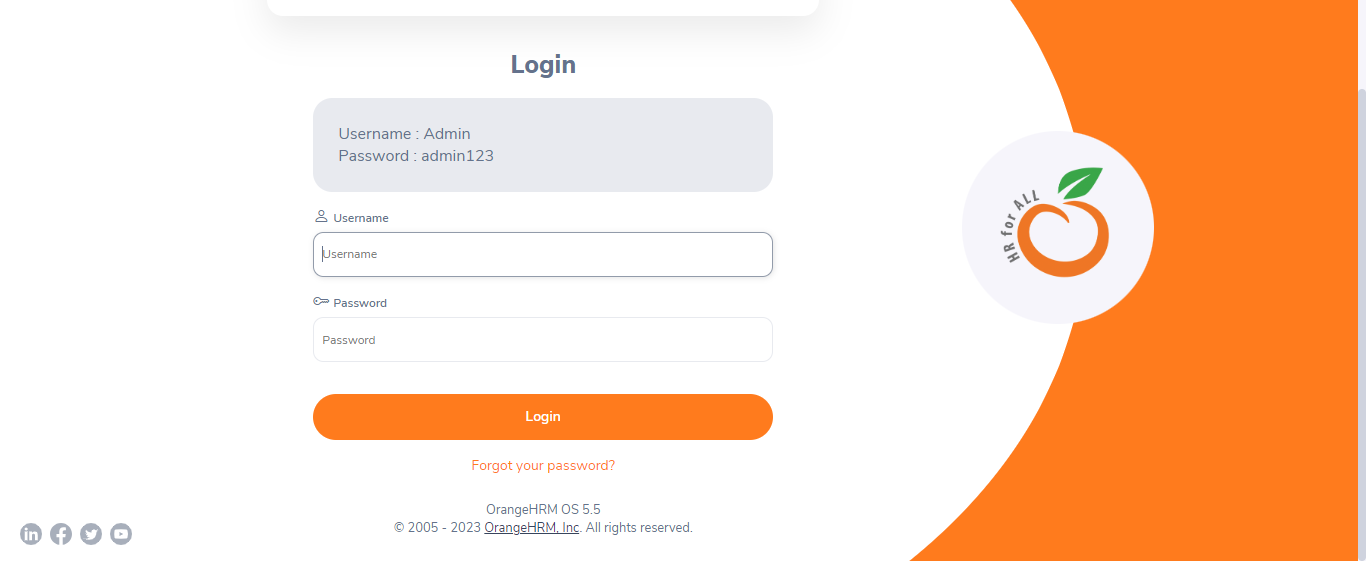 Login
Username : Admin
Password : admin123
Username
Username
Password
Password
Login
Forgot your password?
OrangeHRM OS 5.5
© 2005 - 2023 OrangeHRM, Inc. All rights reserved.
HR for ALL